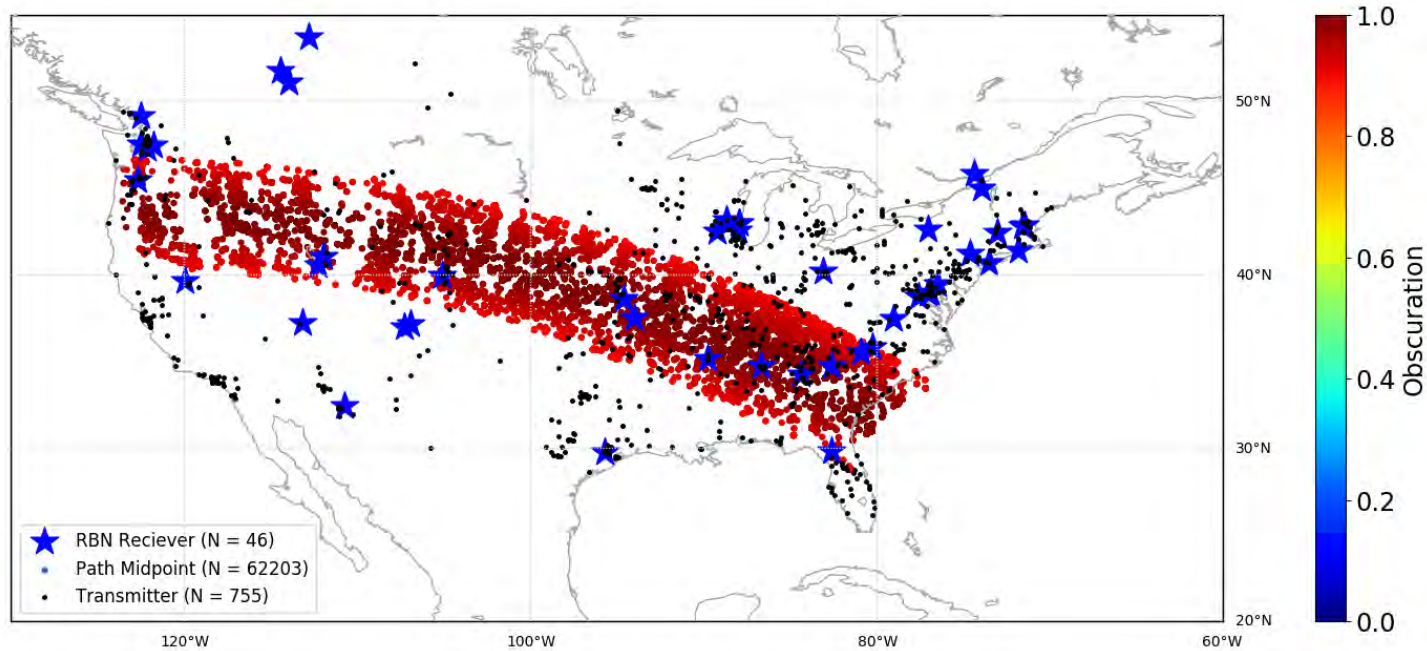 1.0
50°N
0.8
0.6
Obscuration
40°N
0.4
30°N
0.2
RBN Reciever (N = 46)
Path Midpoint (N = 62203)
Transmitter (N = 755)
20°N
0.0
120°W 100°W 80°W 60°W